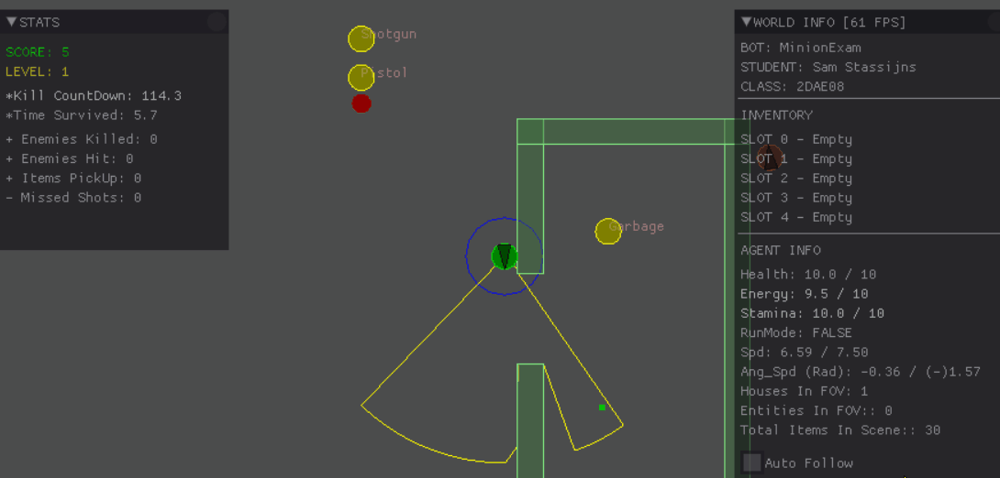 STATS
SCORE: 5
LEVEL: 1
*Kill CountDown: 114.3
*Time Survived: 5.7
+ Enemies Killed: 0
+ Enemies Hit: 0
+ Items PickUp: 0
- Missed Shots: 0
Shotgun
Pistol
Garbage
WORLD INFO [61 FPS]
BOT: MinionExam
STUDENT: Sam Stassijns
CLASS: 2DAE08
INVENTORY
SLOT 0 - Empty
SLOT 1 - Empty
SLOT 2 - Empty
SLOT 3 - Empty
SLOT 4 - Empty
AGENT INFO
Health: 10.0 / 10
Energy: 9.5 / 10
Stamina: 10.0 / 10
RunMode: FALSE
Spd: 6.59 / 7.50
Ang_Spd (Rad): -0.36 / (-)1.57
Houses In FOV: 1
Entities In FOV:: 0
Total Items In Scene:: 30
Auto Follow